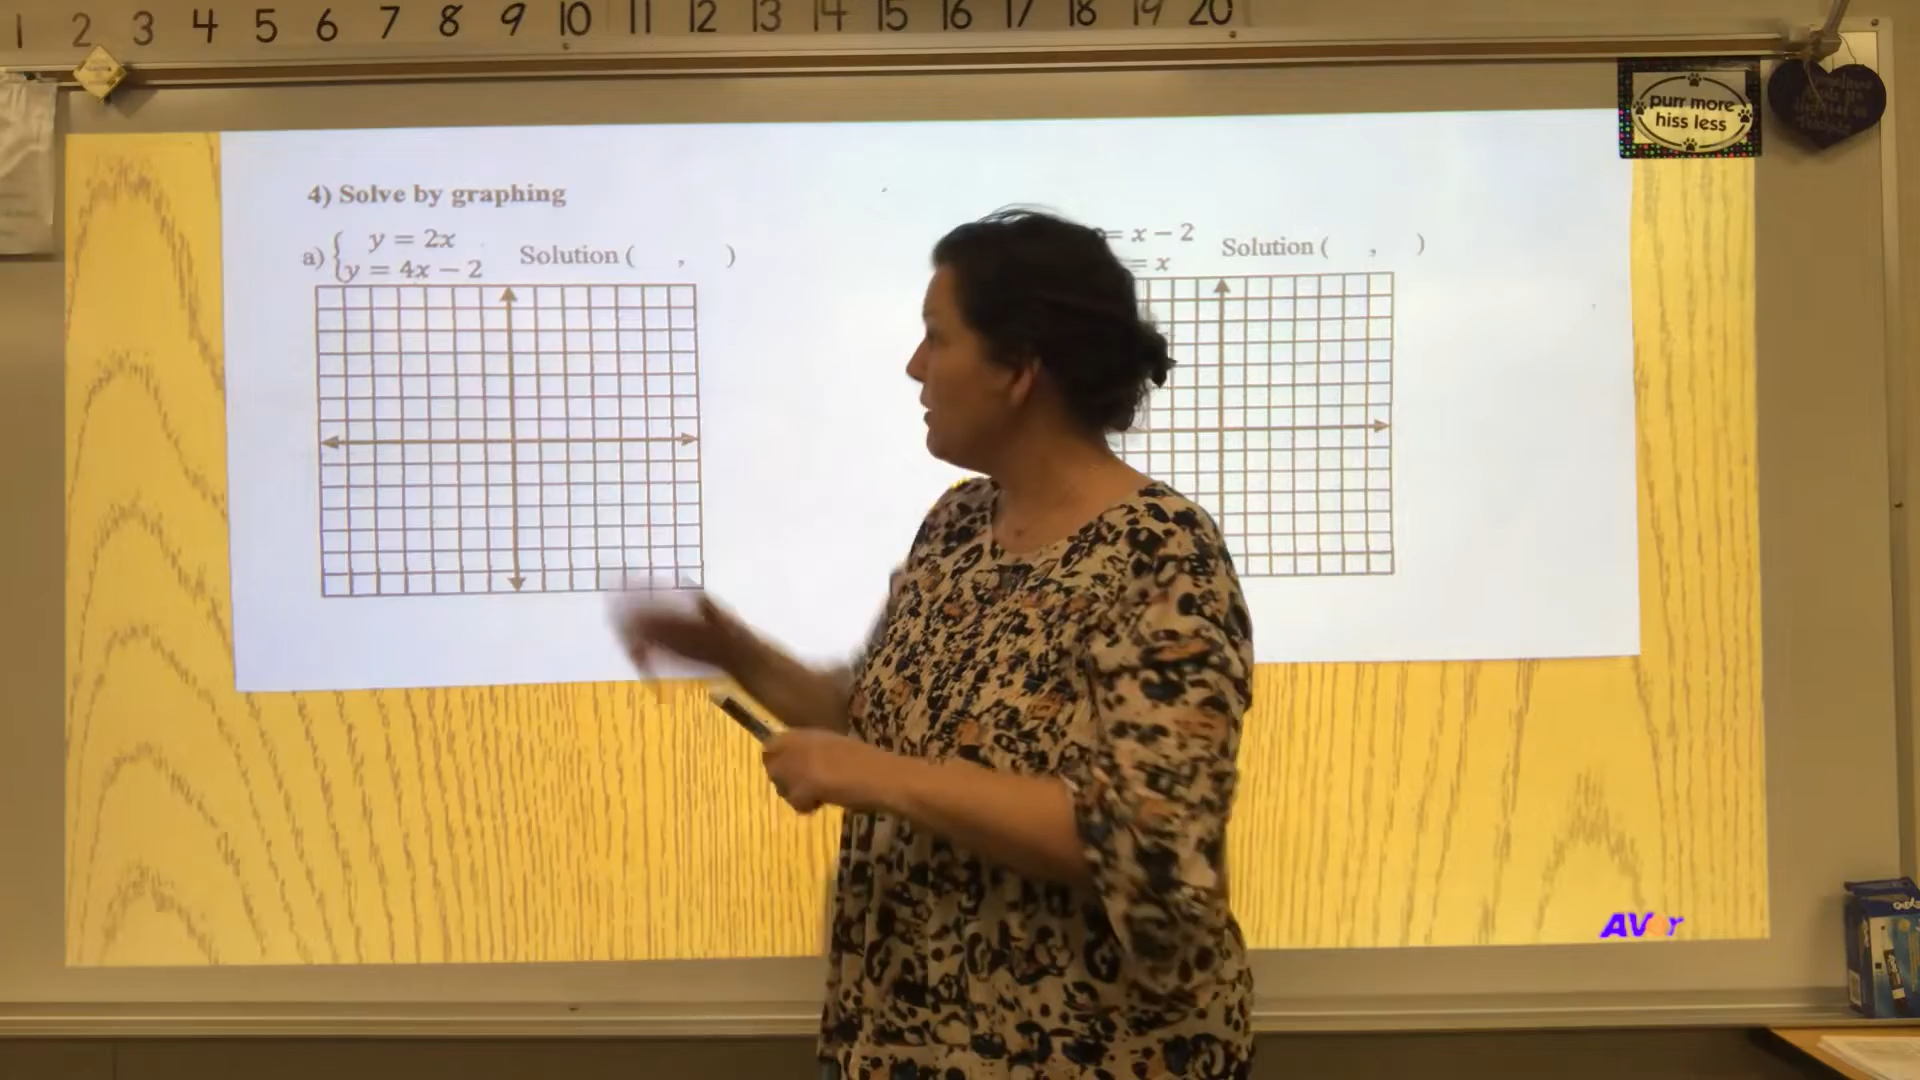 1 2 3 4 5 6 7 8 9 10 11 12 13 14 15 16 17 18 19 20
purr more
hiss less
4) Solve by graphing
a) { y = 2x
y = 4x − 2
Solution ( , )
= x − 2
= x
Solution ( , )
AVer